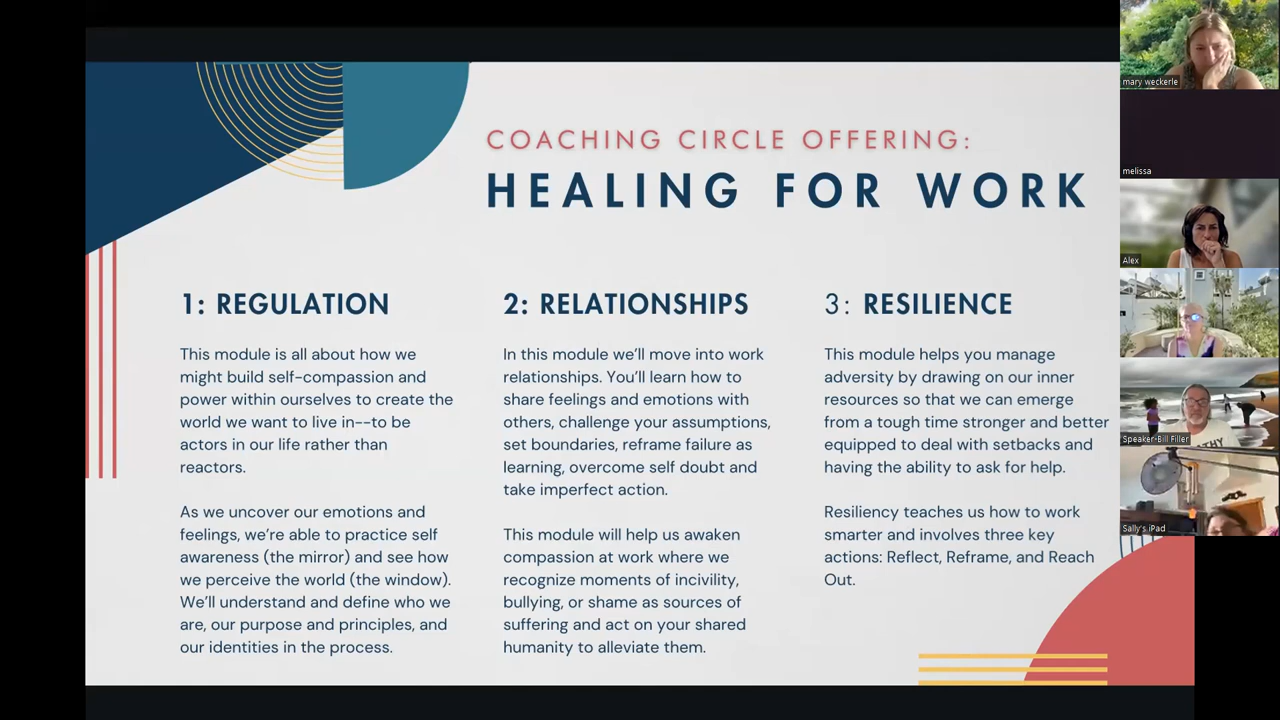 COACHING CIRCLE OFFERING:
HEALING FOR WORK
1: REGULATION
This module is all about how we
might build self-compassion and
power within ourselves to create the
world we want to live in--to be
actors in our life rather than
reactors.
As we uncover our emotions and
feelings, we’re able to practice self
awareness (the mirror) and see how
we perceive the world (the window).
We’ll understand and define who we
are, our purpose and principles, and
our identities in the process.
2: RELATIONSHIPS
In this module we’ll move into work
relationships. You’ll learn how to
share feelings and emotions with
others, challenge your assumptions,
set boundaries, reframe failure as
learning, overcome self doubt and
take imperfect action.
This module will help us awaken
compassion at work where we
recognize moments of incivility,
bullying, or shame as sources of
suffering and act on your shared
humanity to alleviate them.
3: RESILIENCE
This module helps you manage
adversity by drawing on our inner
resources so that we can emerge
from a tough time stronger and better
equipped to deal with setbacks and
having the ability to ask for help.
Resiliency teaches us how to work
smarter and involves three key
actions: Reflect, Reframe, and Reach
Out.
mary weckerle
melissa
Alex
Speaker-Bill Filler
Sally's iPad